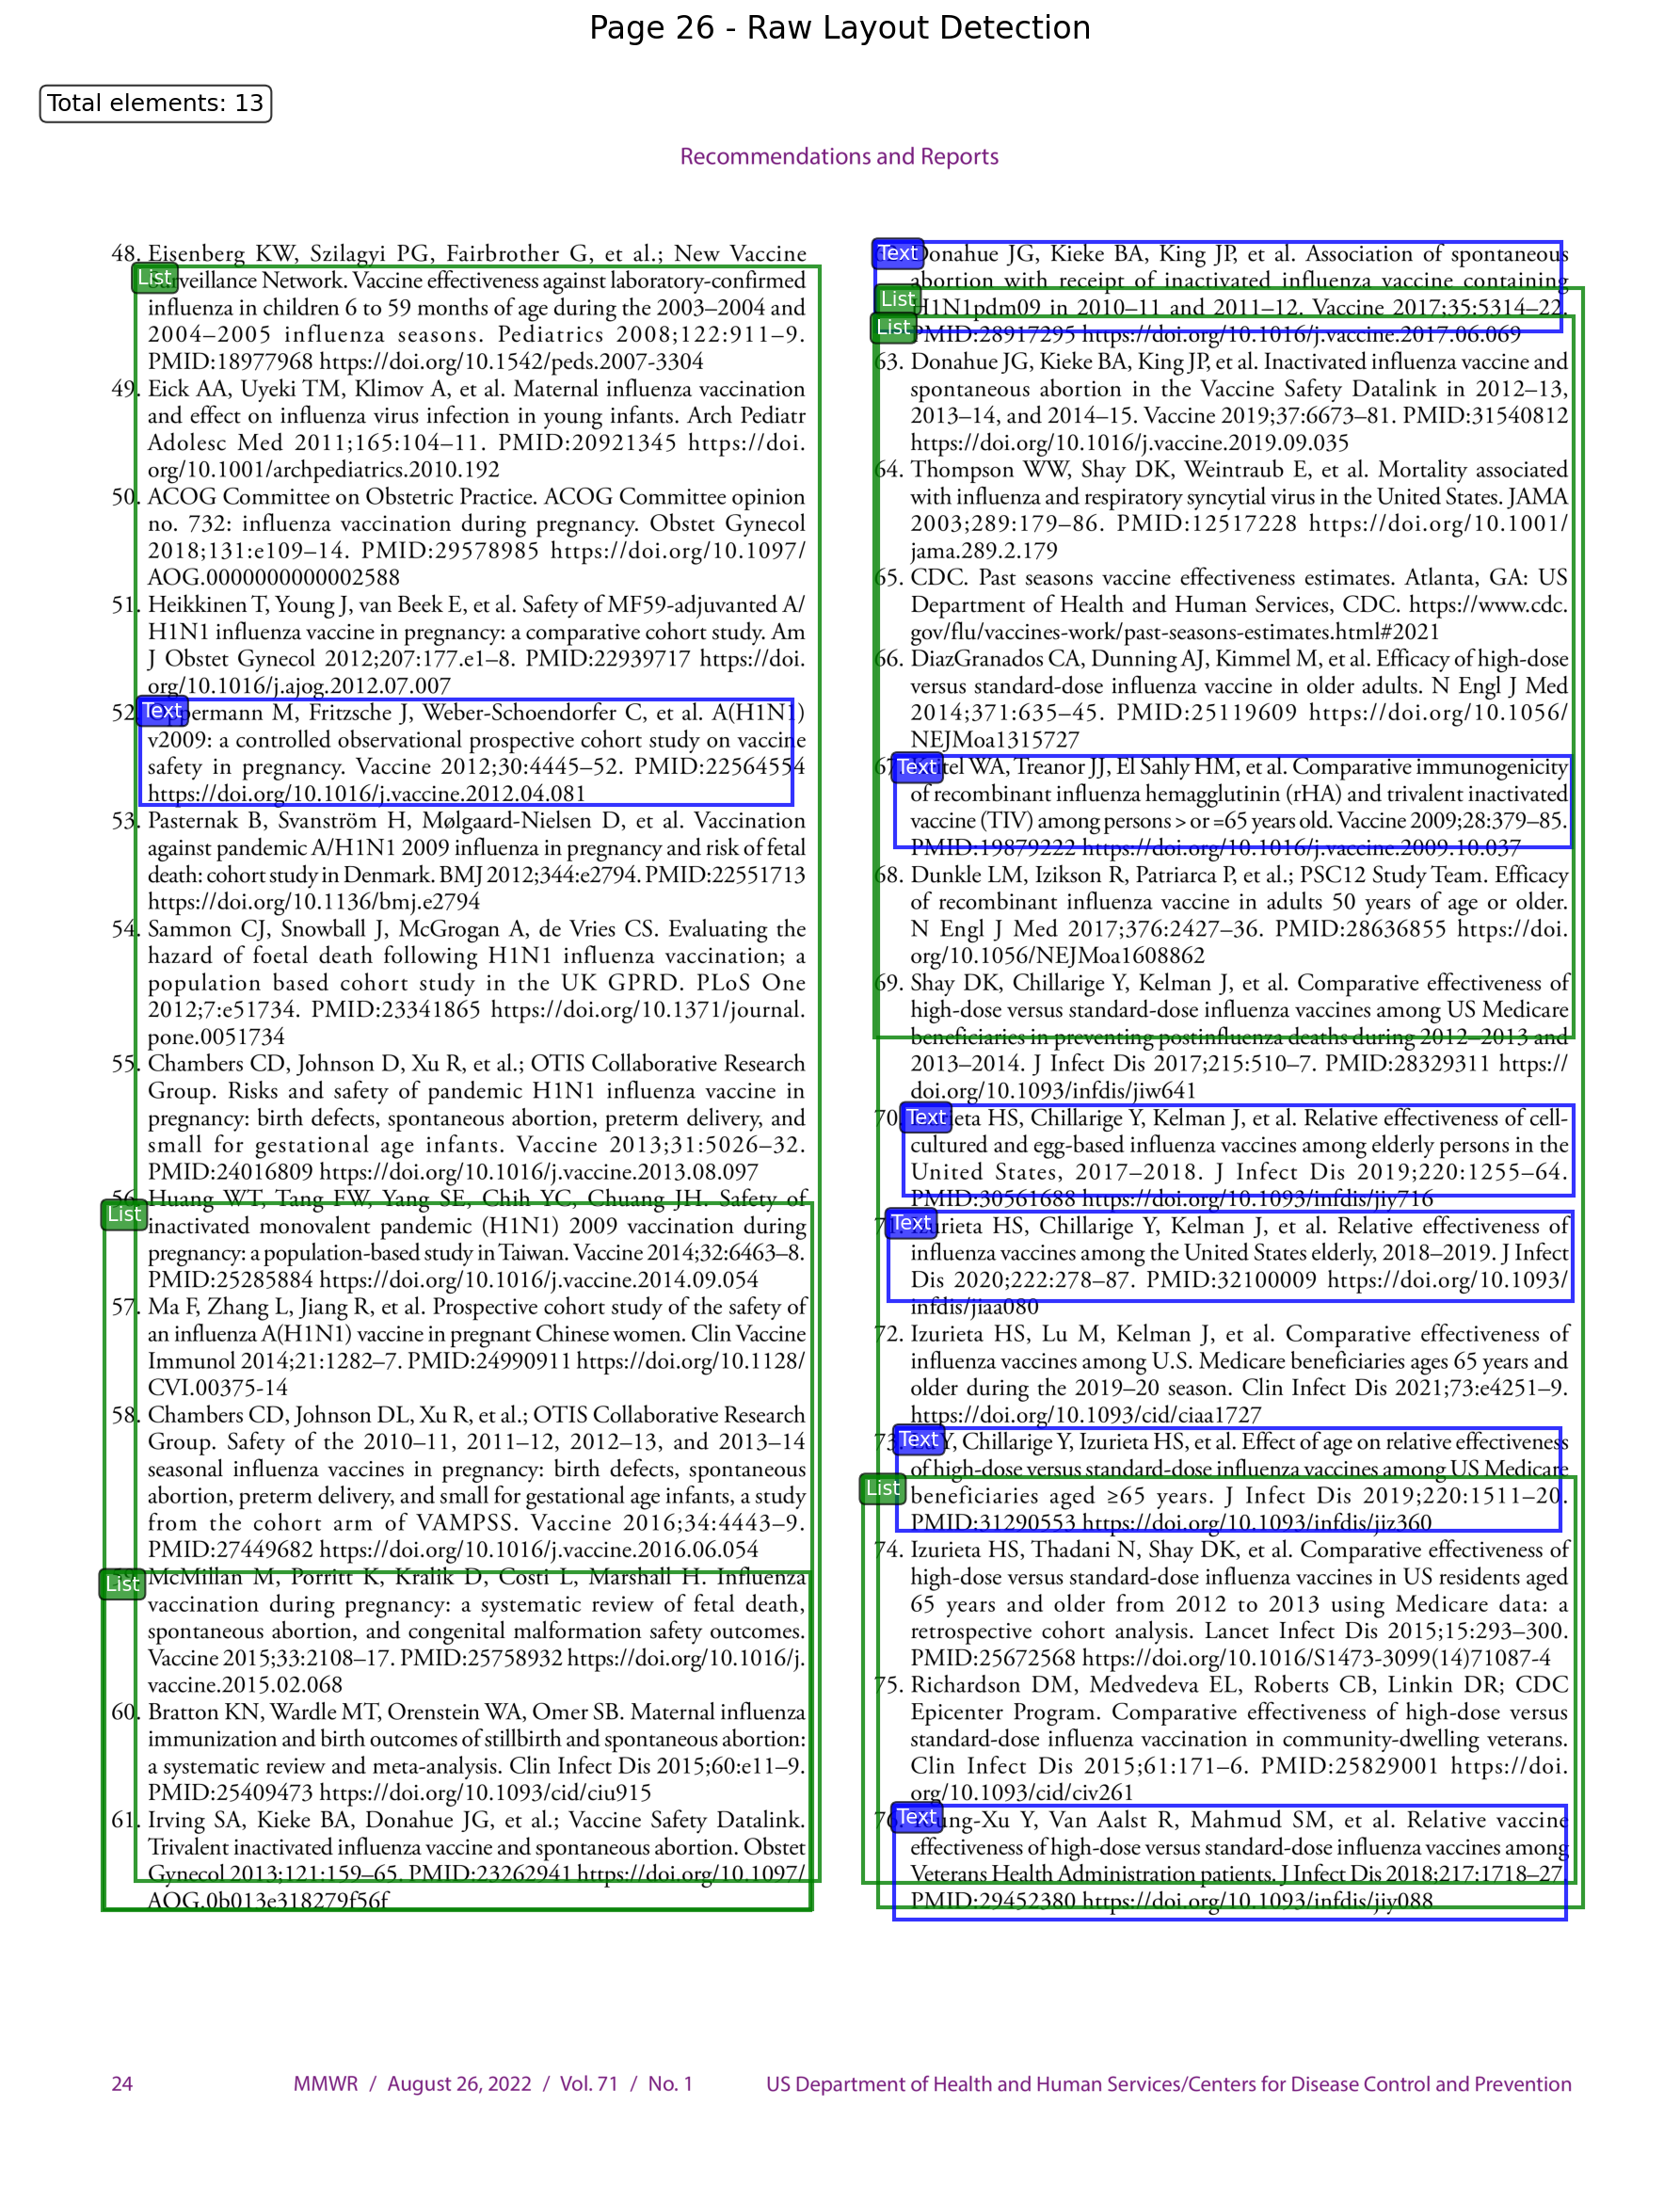 Page 26 - Raw Layout Detection
Total elements: 13
Recommendations and Reports
48. Eisenberg KW, Szilagyi PG, Fairbrother G, et al.; New Vaccine
List
Surveillance Network. Vaccine effectiveness against laboratory-confirmed
influenza in children 6 to 59 months of age during the 2003–2004 and
2004–2005 influenza seasons. Pediatrics 2008;122:911–9.
PMID:18977968 https://doi.org/10.1542/peds.2007-3304
49. Eick AA, Uyeki TM, Klimov A, et al. Maternal influenza vaccination
and effect on influenza virus infection in young infants. Arch Pediatr
Adolesc Med 2011;165:104–11. PMID:20921345 https://doi.
org/10.1001/archpediatrics.2010.192
50. ACOG Committee on Obstetric Practice. ACOG Committee opinion
no. 732: influenza vaccination during pregnancy. Obstet Gynecol
2018;131:e109–14. PMID:29578985 https://doi.org/10.1097/
AOG.0000000000002588
51. Heikkinen T, Young J, van Beek E, et al. Safety of MF59-adjuvanted A/
H1N1 influenza vaccine in pregnancy: a comparative cohort study. Am
J Obstet Gynecol 2012;207:177.e1–8. PMID:22939717 https://doi.
org/10.1016/j.ajog.2012.07.007
Text
52. M, Fritzsche J, Weber-Schoendorfer C, et al. A(H1N1)
v2009: a controlled observational prospective cohort study on vaccine
safety in pregnancy. Vaccine 2012;30:4445–52. PMID:22564554
https://doi.org/10.1016/j.vaccine.2012.04.081
53. Pasternak B, Svanström H, Mølgaard-Nielsen D, et al. Vaccination
against pandemic A/H1N1 2009 influenza in pregnancy and risk of fetal
death: cohort study in Denmark. BMJ 2012;344:e2794. PMID:22551713
https://doi.org/10.1136/bmj.e2794
54. Sammon CJ, Snowball J, McGrogan A, de Vries CS. Evaluating the
hazard of foetal death following H1N1 influenza vaccination; a
population based cohort study in the UK GPRD. PLoS One
2012;7:e51734. PMID:23341865 https://doi.org/10.1371/journal.
pone.0051734
55. Chambers CD, Johnson D, Xu R, et al.; OTIS Collaborative Research
Group. Risks and safety of pandemic H1N1 influenza vaccine in
pregnancy: birth defects, spontaneous abortion, preterm delivery, and
small for gestational age infants. Vaccine 2013;31:5026–32.
PMID:24016809 https://doi.org/10.1016/j.vaccine.2013.08.097
56. Huang WT, Tang FW, Yang SE, Chih YC, Chuang JH. Safety of
List
inactivated monovalent pandemic (H1N1) 2009 vaccination during
pregnancy: a population-based study in Taiwan. Vaccine 2014;32:6463–8.
PMID:25285884 https://doi.org/10.1016/j.vaccine.2014.09.054
57. Ma F, Zhang L, Jiang R, et al. Prospective cohort study of the safety of
an influenza A(H1N1) vaccine in pregnant Chinese women. Clin Vaccine
Immunol 2014;21:1282–7. PMID:24990911 https://doi.org/10.1128/
CVI.00375-14
58. Chambers CD, Johnson DL, Xu R, et al.; OTIS Collaborative Research
Group. Safety of the 2010–11, 2011–12, 2012–13, and 2013–14
seasonal influenza vaccines in pregnancy: birth defects, spontaneous
abortion, preterm delivery, and small for gestational age infants, a study
from the cohort arm of VAMPSS. Vaccine 2016;34:4443–9.
PMID:27449682 https://doi.org/10.1016/j.vaccine.2016.06.054
List
59. McMillan M, Porritt K, Kralik D, Costi L, Marshall H. Influenza
vaccination during pregnancy: a systematic review of fetal death,
spontaneous abortion, and congenital malformation safety outcomes.
Vaccine 2015;33:2108–17. PMID:25758932 https://doi.org/10.1016/j.
vaccine.2015.02.068
60. Bratton KN, Wardle MT, Orenstein WA, Omer SB. Maternal influenza
immunization and birth outcomes of stillbirth and spontaneous abortion:
a systematic review and meta-analysis. Clin Infect Dis 2015;60:e11–9.
PMID:25409473 https://doi.org/10.1093/cid/ciu915
61. Irving SA, Kieke BA, Donahue JG, et al.; Vaccine Safety Datalink.
Trivalent inactivated influenza vaccine and spontaneous abortion. Obstet
Gynecol 2013;121:159–65. PMID:23262941 https://doi.org/10.1097/
AOG.0b013e318279f56f
Text
Donahue JG, Kieke BA, King JP, et al. Association of spontaneous
abortion with receipt of inactivated influenza vaccine containing
List
H1N1pdm09 in 2010–11 and 2011–12. Vaccine 2017;35:5314–22.
List
PMID:28917295 https://doi.org/10.1016/j.vaccine.2017.06.069
63. Donahue JG, Kieke BA, King JP, et al. Inactivated influenza vaccine and
spontaneous abortion in the Vaccine Safety Datalink in 2012–13,
2013–14, and 2014–15. Vaccine 2019;37:6673–81. PMID:31540812
https://doi.org/10.1016/j.vaccine.2019.09.035
64. Thompson WW, Shay DK, Weintraub E, et al. Mortality associated
with influenza and respiratory syncytial virus in the United States. JAMA
2003;289:179–86. PMID:12517228 https://doi.org/10.1001/
jama.289.2.179
65. CDC. Past seasons vaccine effectiveness estimates. Atlanta, GA: US
Department of Health and Human Services, CDC. https://www.cdc.
gov/flu/vaccines-work/past-seasons-estimates.html#2021
66. DiazGranados CA, Dunning AJ, Kimmel M, et al. Efficacy of high-dose
versus standard-dose influenza vaccine in older adults. N Engl J Med
2014;371:635–45. PMID:25119609 https://doi.org/10.1056/
NEJMoa1315727
Text
67. WA, Treanor JJ, El Sahly HM, et al. Comparative immunogenicity
of recombinant influenza hemagglutinin (rHA) and trivalent inactivated
vaccine (TIV) among persons > or =65 years old. Vaccine 2009;28:379–85.
PMID:19879222 https://doi.org/10.1016/j.vaccine.2009.10.037
68. Dunkle LM, Izikson R, Patriarca P, et al.; PSC12 Study Team. Efficacy
of recombinant influenza vaccine in adults 50 years of age or older.
N Engl J Med 2017;376:2427–36. PMID:28636855 https://doi.
org/10.1056/NEJMoa1608862
69. Shay DK, Chillarige Y, Kelman J, et al. Comparative effectiveness of
high-dose versus standard-dose influenza vaccines among US Medicare
beneficiaries in preventing postinfluenza deaths during 2012–2013 and
2013–2014. J Infect Dis 2017;215:510–7. PMID:28329311 https://
doi.org/10.1093/infdis/jiw641
Text
70. Izurieta HS, Chillarige Y, Kelman J, et al. Relative effectiveness of cell-
cultured and egg-based influenza vaccines among elderly persons in the
United States, 2017–2018. J Infect Dis 2019;220:1255–64.
PMID:30561688 https://doi.org/10.1093/infdis/jiy716
Text
71. Izurieta HS, Chillarige Y, Kelman J, et al. Relative effectiveness of
influenza vaccines among the United States elderly, 2018–2019. J Infect
Dis 2020;222:278–87. PMID:32100009 https://doi.org/10.1093/
infdis/jiaa080
72. Izurieta HS, Lu M, Kelman J, et al. Comparative effectiveness of
influenza vaccines among U.S. Medicare beneficiaries ages 65 years and
older during the 2019–20 season. Clin Infect Dis 2021;73:e4251–9.
https://doi.org/10.1093/cid/ciaa1727
Text
73. Y, Chillarige Y, Izurieta HS, et al. Effect of age on relative effectiveness
of high-dose versus standard-dose influenza vaccines among US Medicare
List
beneficiaries aged ≥65 years. J Infect Dis 2019;220:1511–20.
PMID:31290553 https://doi.org/10.1093/infdis/jiz360
74. Izurieta HS, Thadani N, Shay DK, et al. Comparative effectiveness of
high-dose versus standard-dose influenza vaccines in US residents aged
65 years and older from 2012 to 2013 using Medicare data: a
retrospective cohort analysis. Lancet Infect Dis 2015;15:293–300.
PMID:25672568 https://doi.org/10.1016/S1473-3099(14)71087-4
75. Richardson DM, Medvedeva EL, Roberts CB, Linkin DR; CDC
Epicenter Program. Comparative effectiveness of high-dose versus
standard-dose influenza vaccination in community-dwelling veterans.
Clin Infect Dis 2015;61:171–6. PMID:25829001 https://doi.
org/10.1093/cid/civ261
Text
76. Young-Xu Y, Van Aalst R, Mahmud SM, et al. Relative vaccine
effectiveness of high-dose versus standard-dose influenza vaccines among
Veterans Health Administration patients. J Infect Dis 2018;217:1718–27.
PMID:29452380 https://doi.org/10.1093/infdis/jiy088
24 MMWR / August 26, 2022 / Vol. 71 / No. 1 US Department of Health and Human Services/Centers for Disease Control and Prevention